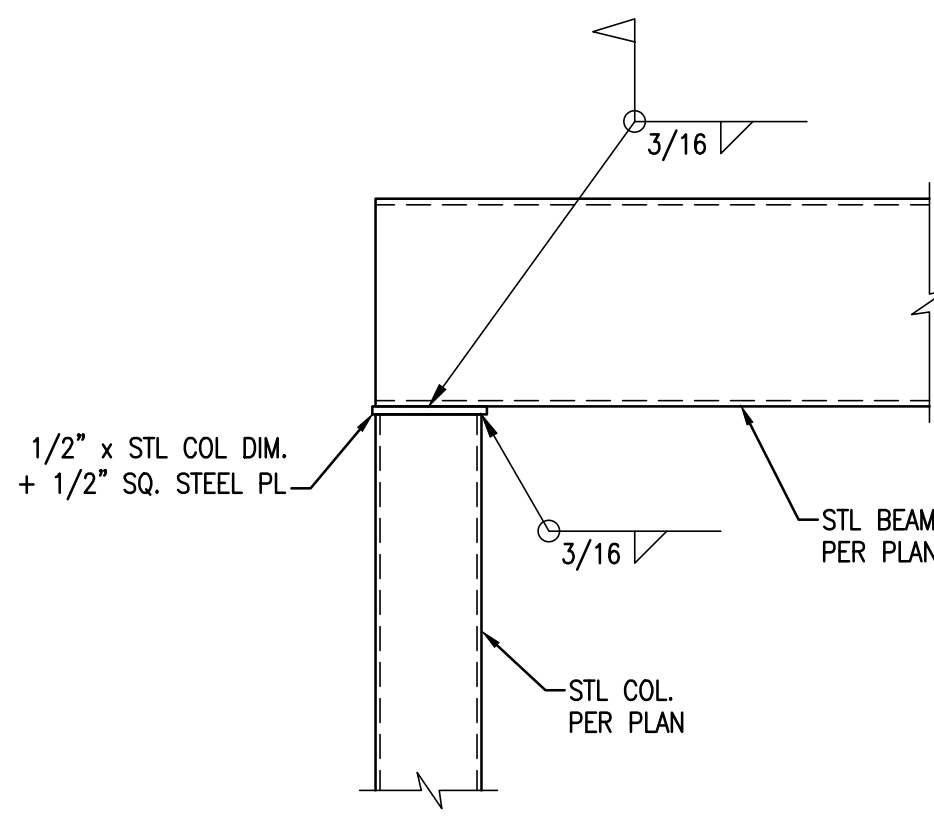 3/16
1/2" x STL COL DIM.
+ 1/2" SQ. STEEL PL
STL BEAM
PER PLAN
3/16
STL COL.
PER PLAN